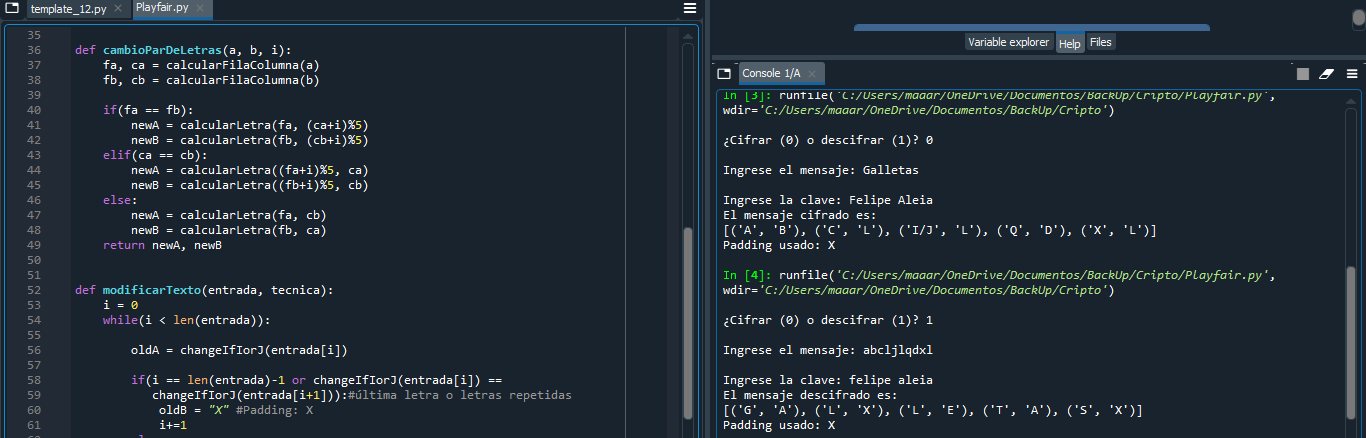 template_12.py
Playfair.py
35
36 def cambioParDeLetras(a, b, i):
37 fa, ca = calcularFilaColumna(a)
38 fb, cb = calcularFilaColumna(b)
39
40 if(fa == fb):
41 newA = calcularLetra(fa, (ca+i)%5)
42 newB = calcularLetra(fb, (cb+i)%5)
43 elif(ca == cb):
44 newA = calcularLetra((fa+i)%5, ca)
45 newB = calcularLetra((fb+i)%5, cb)
46 else:
47 newA = calcularLetra(fa, cb)
48 newB = calcularLetra(fb, ca)
49 return newA, newB
50
51
52 def modificarTexto(entrada, tecnica):
53 i = 0
54 while(i < len(entrada)):
55
56 oldA = changeIfIorJ(entrada[i])
57
58 if(i == len(entrada)-1 or changeIfIorJ(entrada[i]) ==
59 changeIfIorJ(entrada[i+1])):#última letra o letras repetidas
60 oldB = "X" #Padding: X
61 i+=1
Variable explorer Help Files
Console 1/A
In [3]: runfile('C:/Users/maaar/OneDrive/Documentos/BackUp/Cripto/Playfair.py',
wdir='C:/Users/maaar/OneDrive/Documentos/BackUp/Cripto')
¿Cifrar (0) o descifrar (1)? 0
Ingrese el mensaje: Galletas
Ingrese la clave: Felipe Aleia
El mensaje cifrado es:
[('A', 'B'), ('C', 'L'), ('I/J', 'L'), ('Q', 'D'), ('X', 'L')]
Padding usado: X
In [4]: runfile('C:/Users/maaar/OneDrive/Documentos/BackUp/Cripto/Playfair.py',
wdir='C:/Users/maaar/OneDrive/Documentos/BackUp/Cripto')
¿Cifrar (0) o descifrar (1)? 1
Ingrese el mensaje: abcljlqdxl
Ingrese la clave: felipe aleia
El mensaje descifrado es:
[('G', 'A'), ('L', 'X'), ('L', 'E'), ('T', 'A'), ('S', 'X')]
Padding usado: X